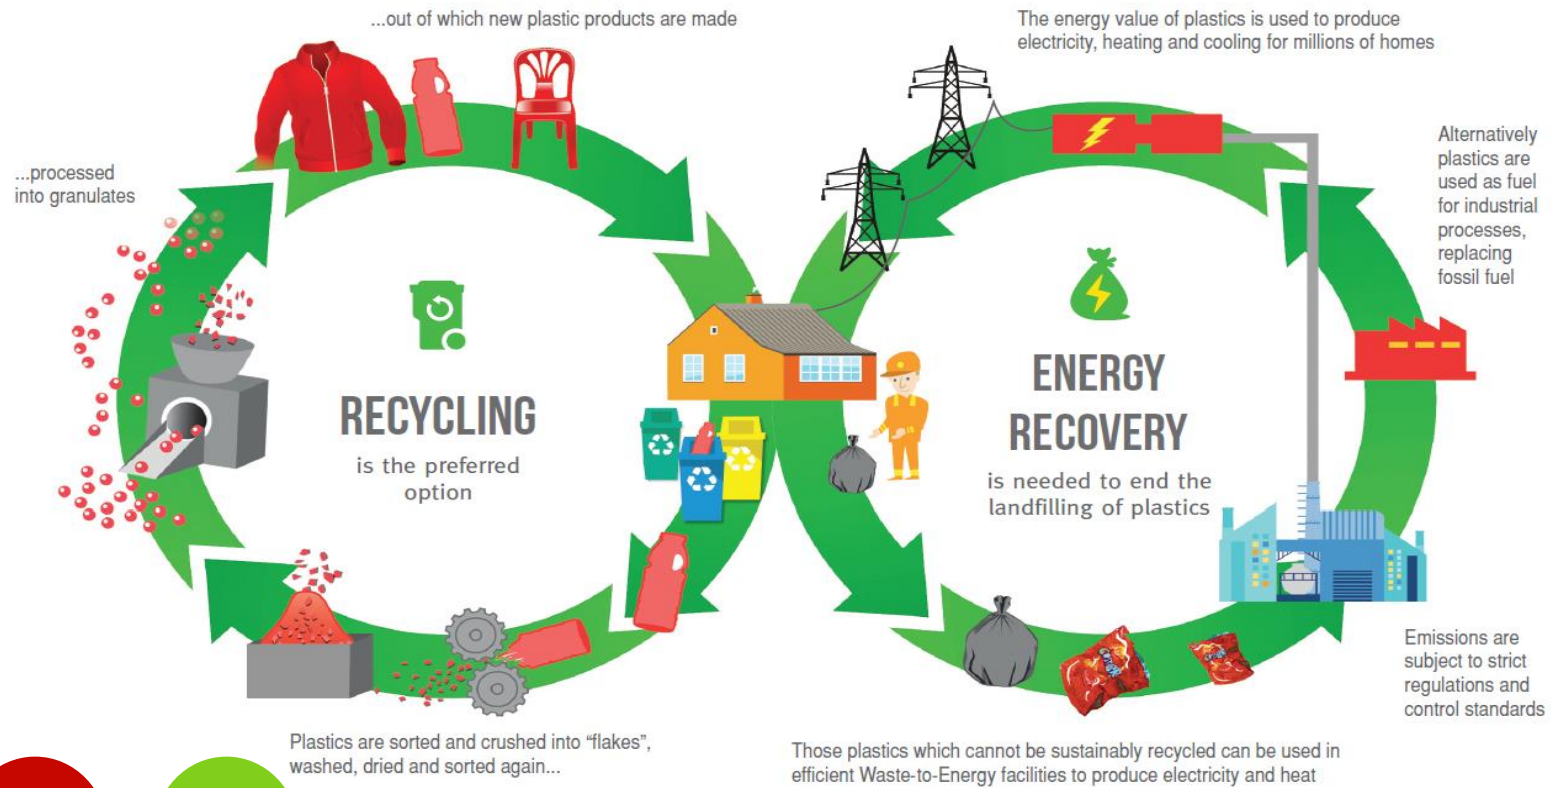 ...out of which new plastic products are made
The energy value of plastics is used to produce
electricity, heating and cooling for millions of homes
...processed
into granulates
Alternatively
plastics are
used as fuel
for industrial
processes,
replacing
fossil fuel
RECYCLING
is the preferred
option
ENERGY
RECOVERY
is needed to end the
landfilling of plastics
Emissions are
subject to strict
regulations and
control standards
Plastics are sorted and crushed into “flakes”,
washed, dried and sorted again...
Those plastics which cannot be sustainably recycled can be used in
efficient Waste-to-Energy facilities to produce electricity and heat